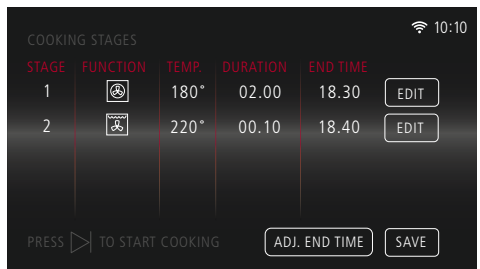 10:10
COOKING STAGES
STAGE FUNCTION TEMP. DURATION END TIME
1 180° 02.00 18.30 EDIT
2 220° 00.10 18.40 EDIT
PRESS TO START COOKING ADJ. END TIME SAVE